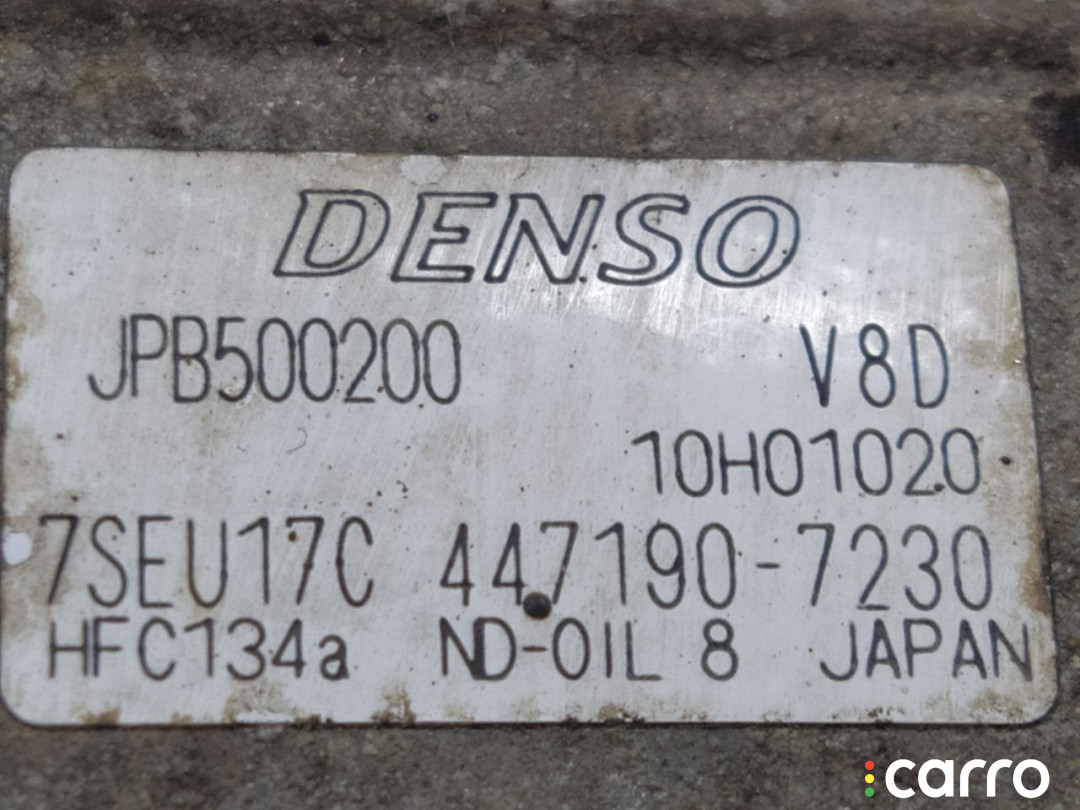 DENSO
JPB500200 V8D
10H01020
7SEU17C 447190-7230
HFC134a ND-OIL 8 JAPAN
carro